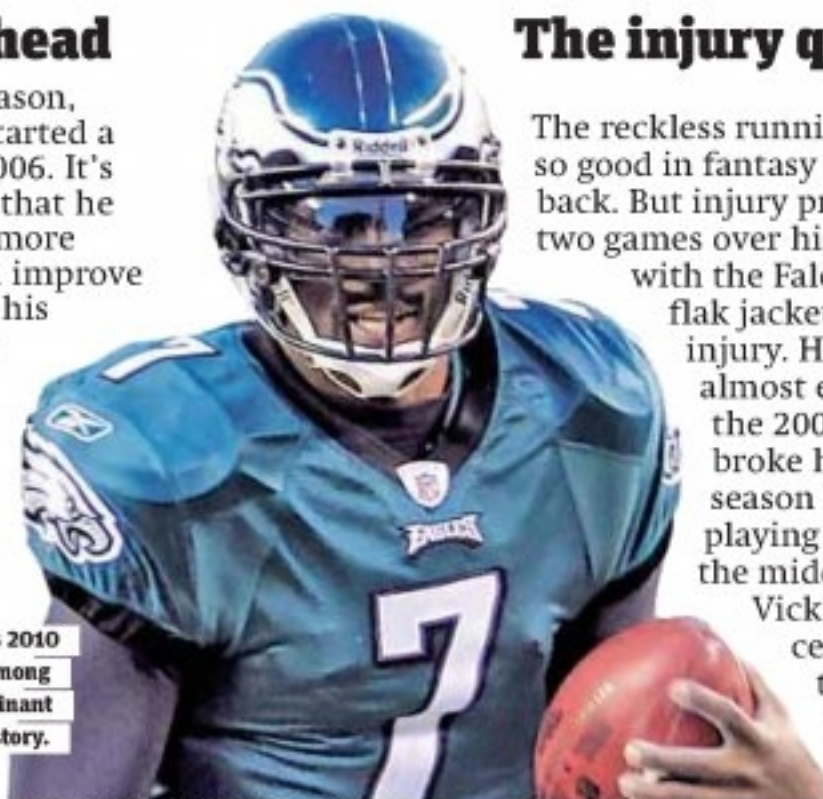 head
ason,
tarted a
006. It's
that he
more
improve
his
s 2010
mong
inant
tory.
Riddell
7
EAGLES
7
The injury q
The reckless runni
so good in fantasy
back. But injury pr
two games over hi
with the Falc
flak jacke
injury. H
almost e
the 200
broke h
season
playing
the midd
Vick
ce
t